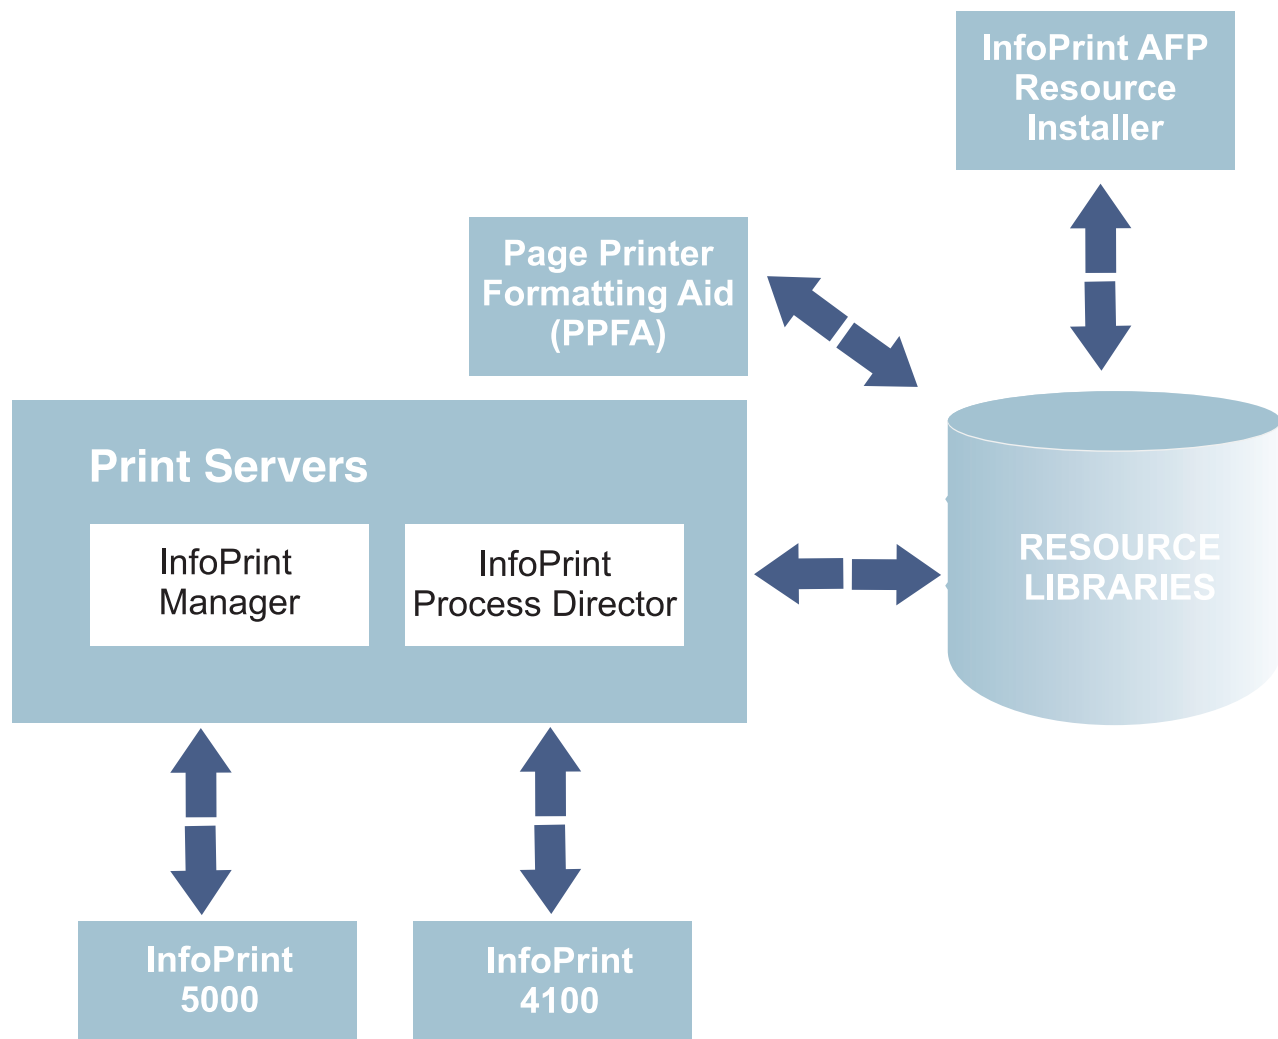 InfoPrint AFP
Resource
Installer
Page Printer
Formatting Aid
(PPFA)
Print Servers
InfoPrint
Manager
InfoPrint
Process Director
RESOURCE
LIBRARIES
InfoPrint
5000
InfoPrint
4100